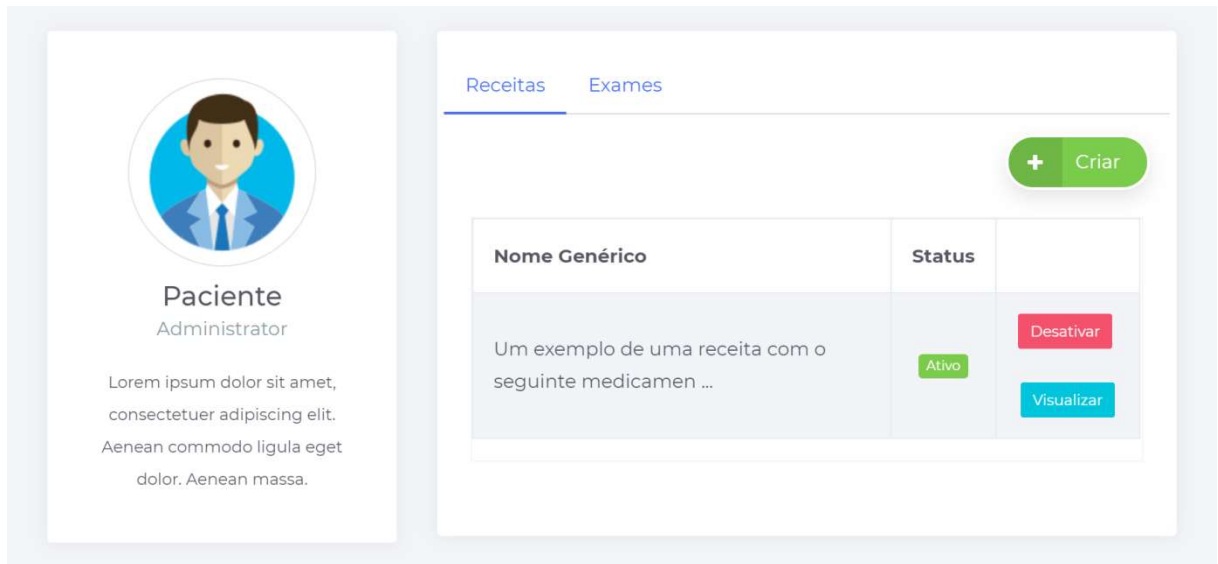 Paciente
Administrator
Lorem ipsum dolor sit amet,
consectetuer adipiscing elit.
Aenean commodo ligula eget
dolor. Aenean massa.
Receitas Exames
+ Criar
Nome Genérico Status
Um exemplo de uma receita com o
seguinte medicamen ...
Ativo
Desativar
Visualizar